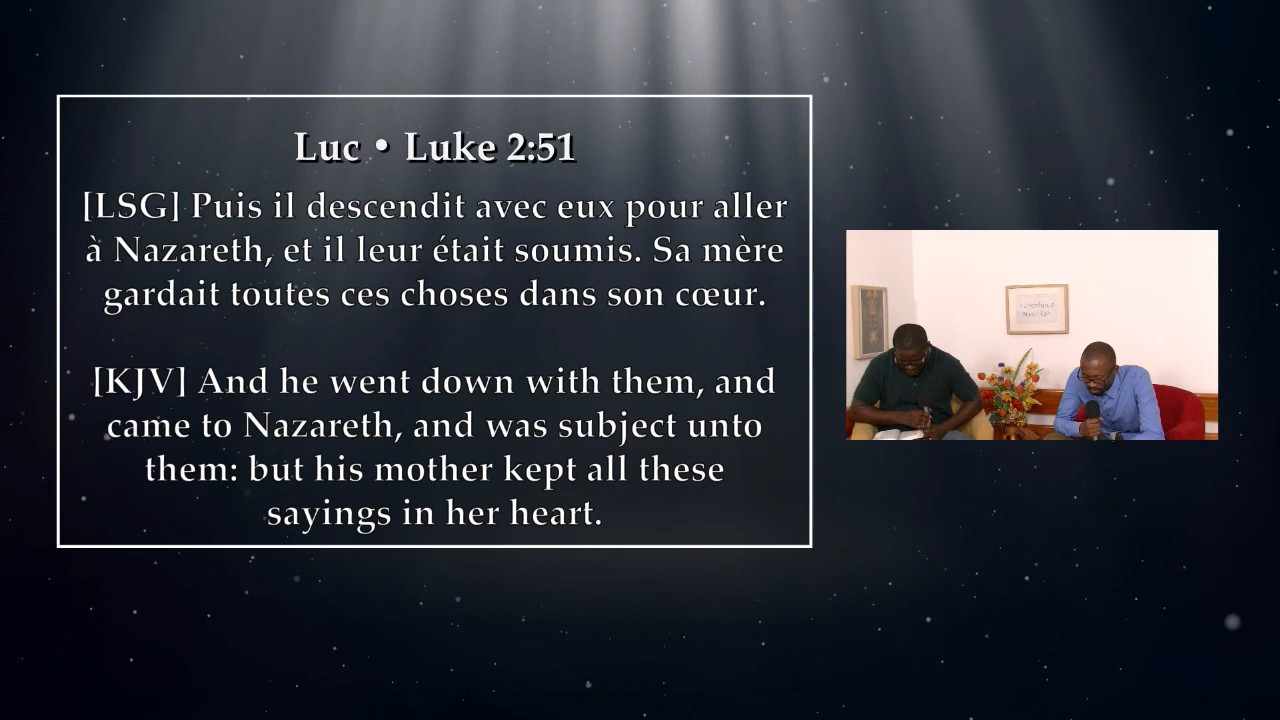 Luc • Luke 2:51
[LSG] Puis il descendit avec eux pour aller
à Nazareth, et il leur était soumis. Sa mère
gardait toutes ces choses dans son cœur.
[KJV] And he went down with them, and
came to Nazareth, and was subject unto
them: but his mother kept all these
sayings in her heart.